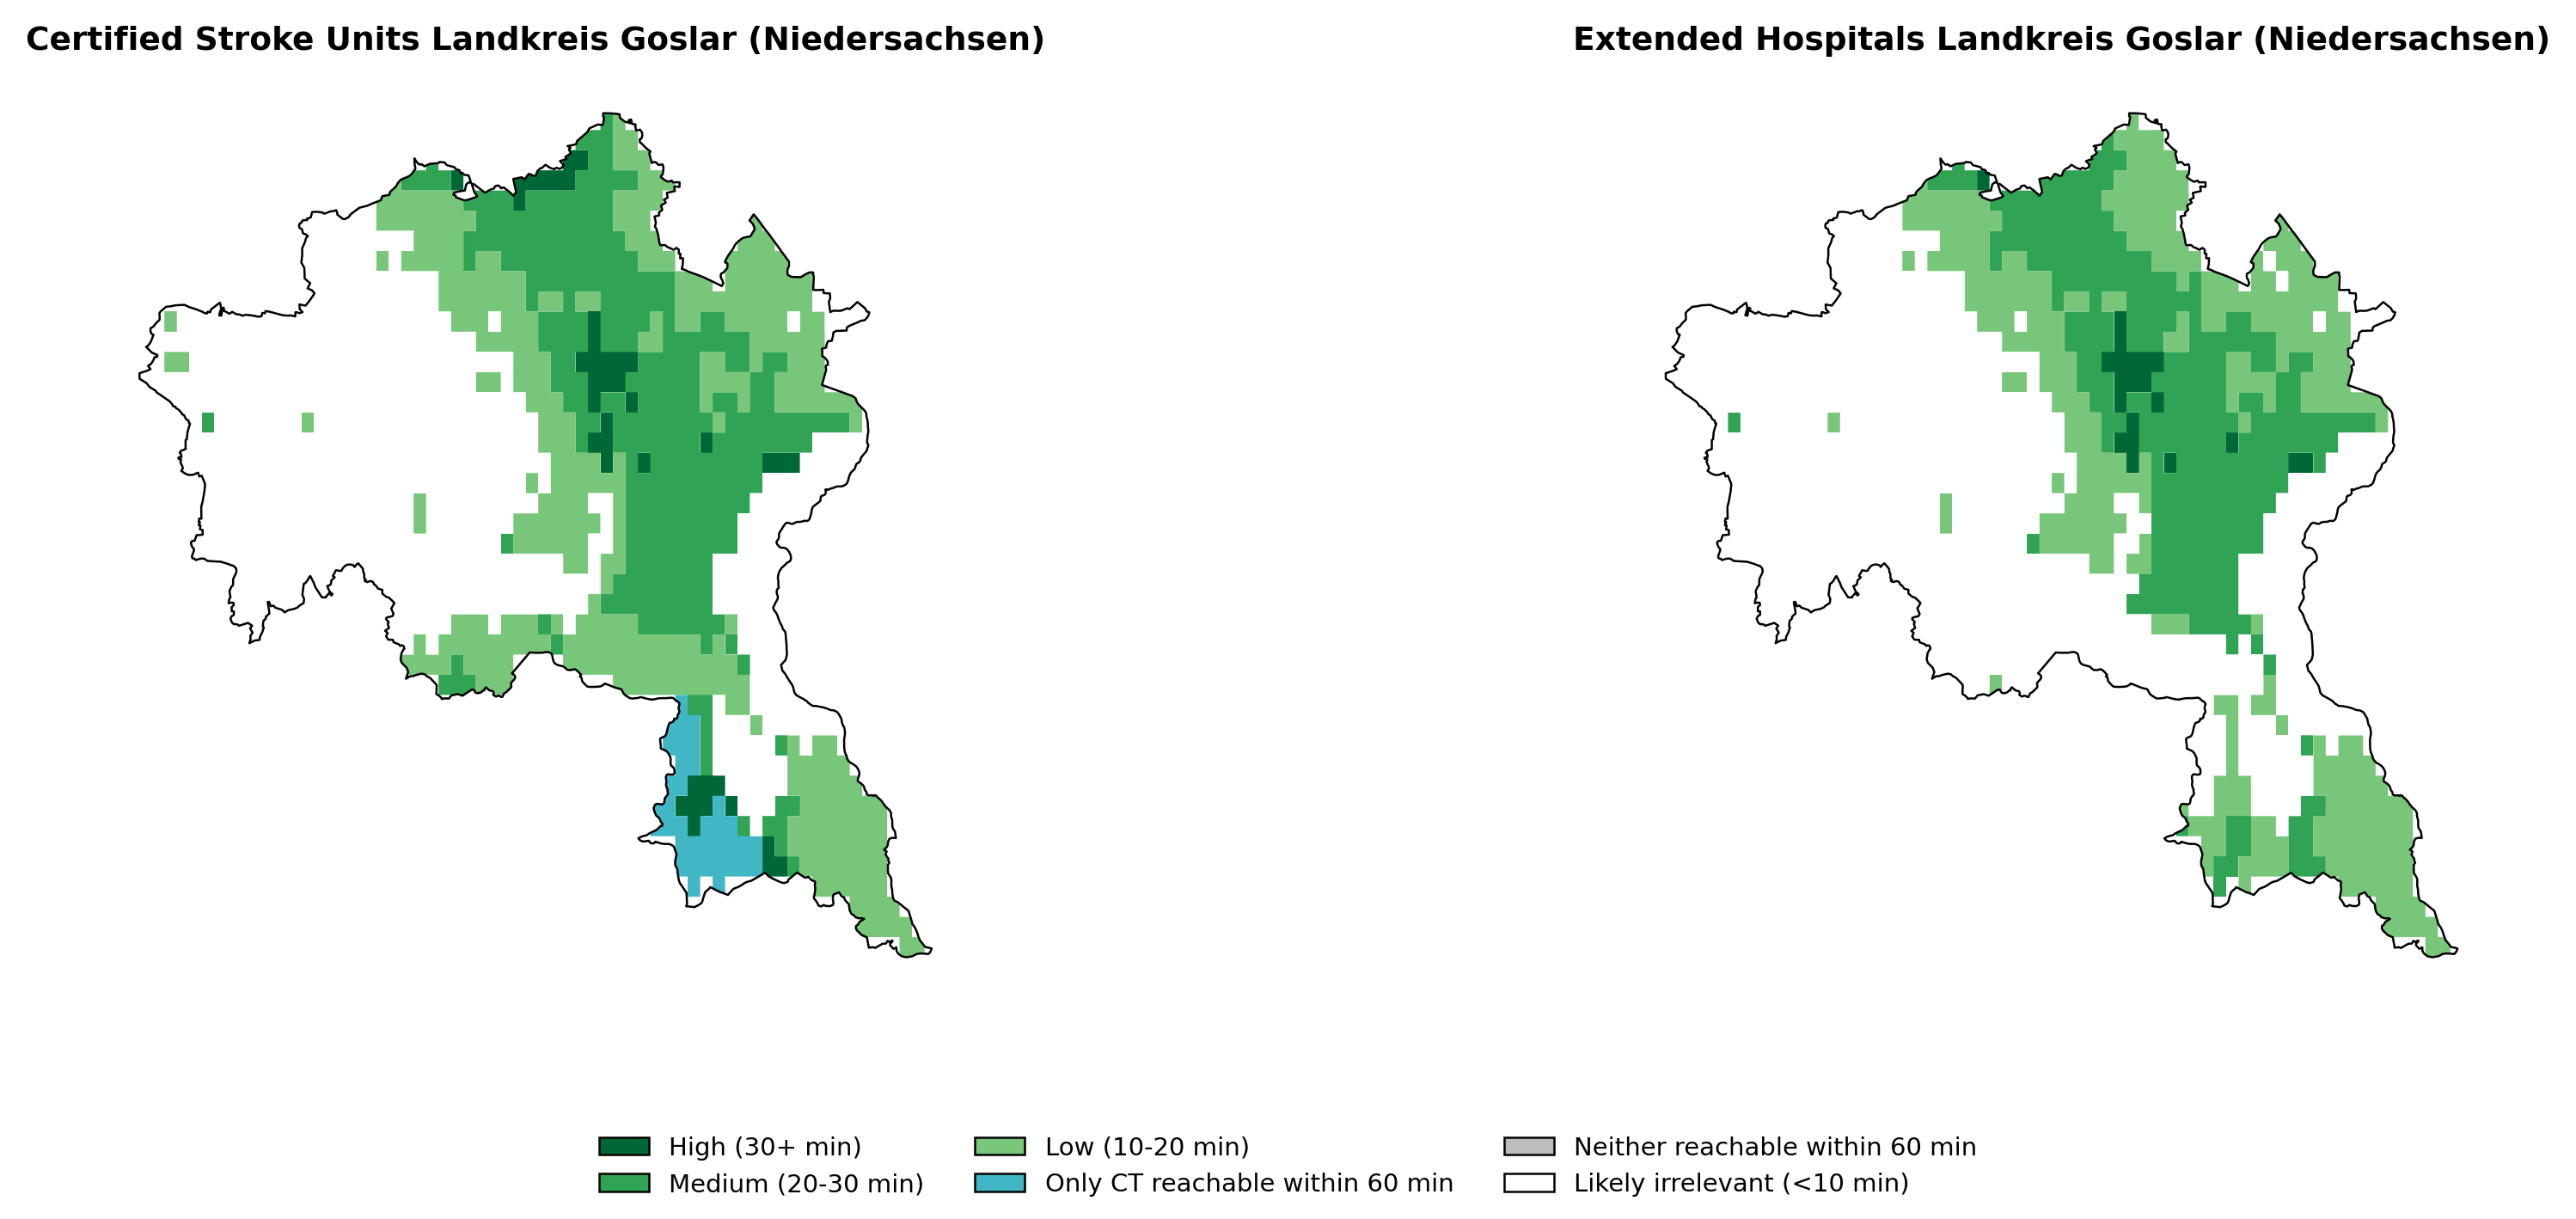 Certified Stroke Units Landkreis Goslar (Niedersachsen)
Extended Hospitals Landkreis Goslar (Niedersachsen)
High (30+ min)
Medium (20-30 min)
Low (10-20 min)
Only CT reachable within 60 min
Neither reachable within 60 min
Likely irrelevant (<10 min)